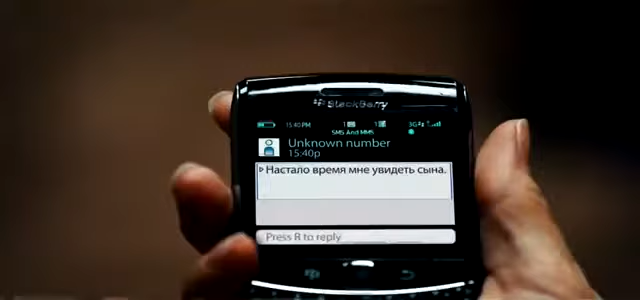 BlackBerry
15:40 PM
SMS And MMS
Unknown number
15:40p
Настало время мне увидеть сына.
Press R to reply